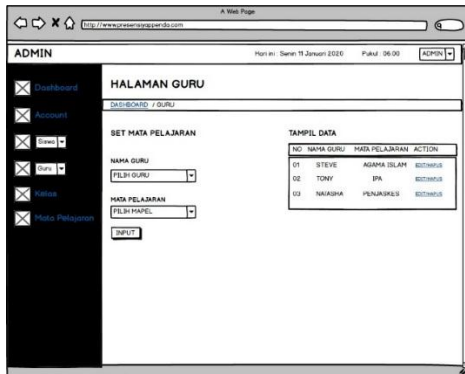 A Web Page
http://www.presensiyappenda.com
ADMIN
Hari ini : Senin 11 Januari 2020
Pukul : 06.00
ADMIN
Dashboard
Account
Siswa
Guru
Kelas
Mata Pelajaran
HALAMAN GURU
DASHBOARD / GURU
SET MATA PELAJARAN
NAMA GURU
PILIH GURU
MATA PELAJARAN
PILIH MAPEL
INPUT
TAMPIL DATA
NO NAMA GURU MATA PELAJARAN ACTION
01 STEVE AGAMA ISLAM EDIT/HAPUS
02 TONY IPA EDIT/HAPUS
03 NATASHA PENJASKES EDIT/HAPUS